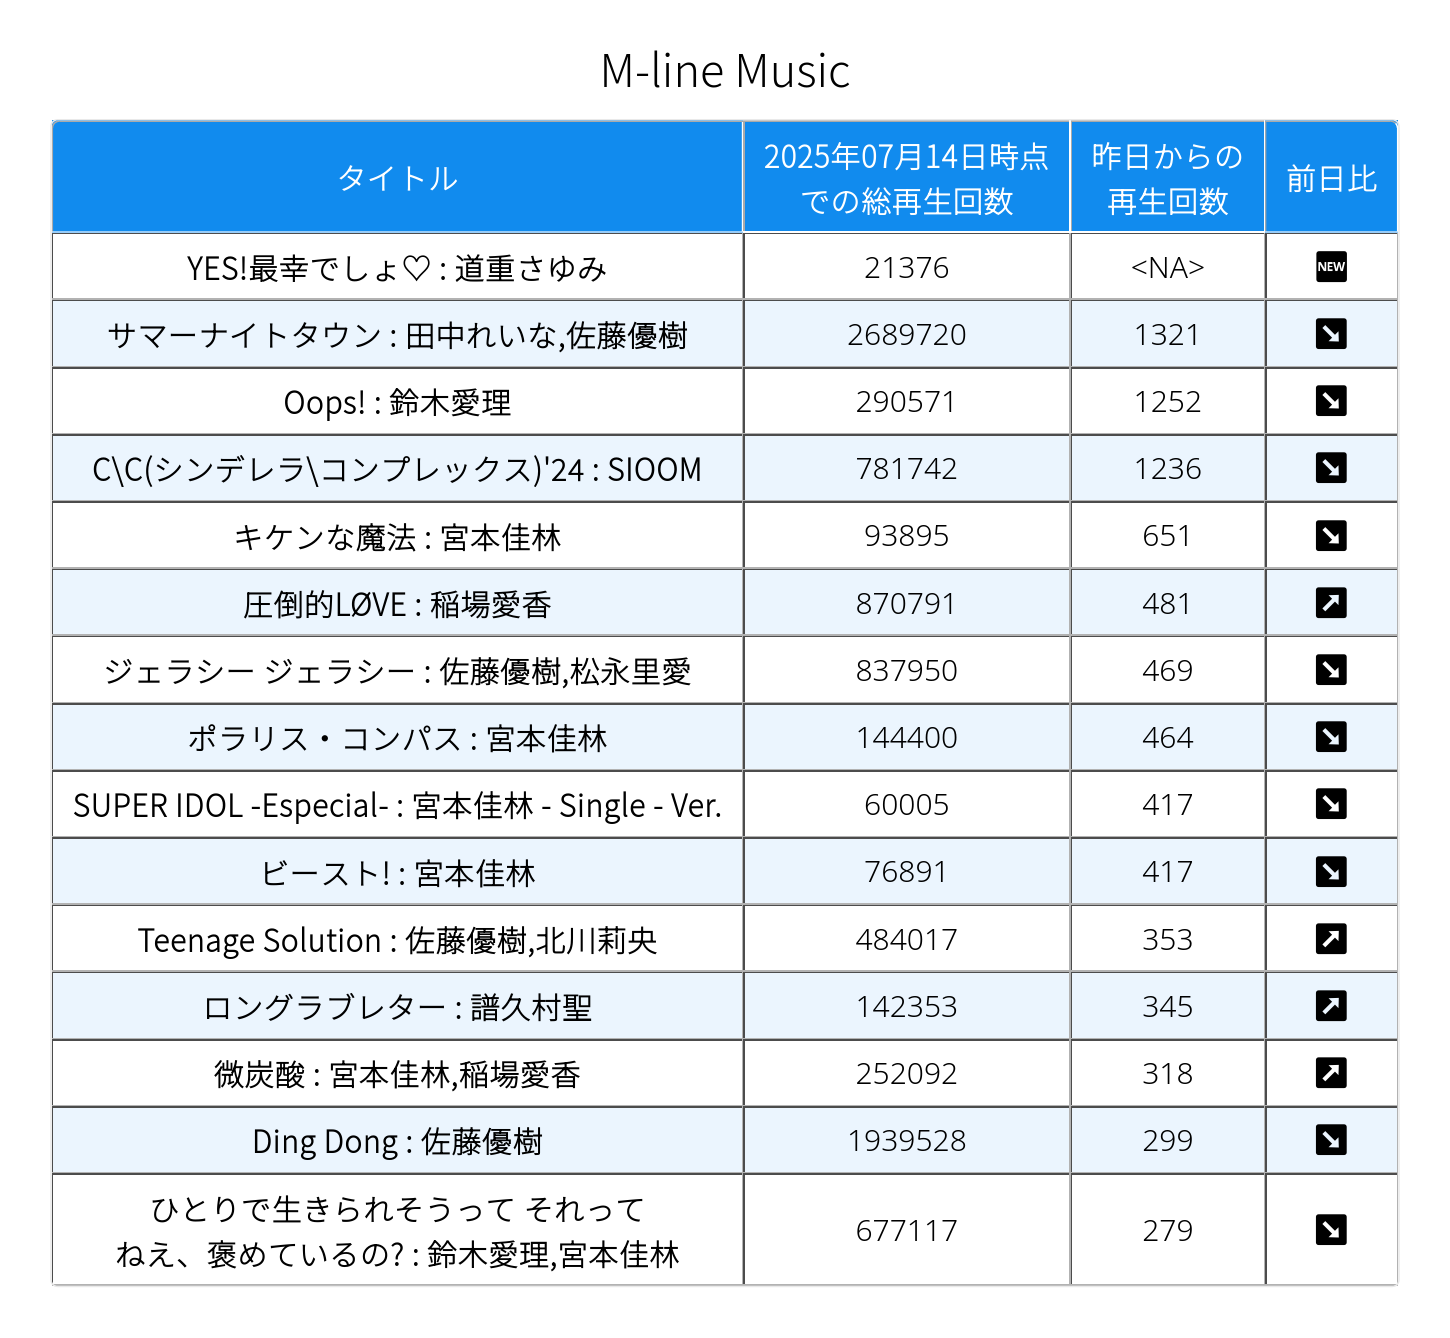 M-line Music
タイトル
2025年07月14日時点
での総再生回数
昨日からの
再生回数
前日比
YES!最幸でしょ♡ : 道重さゆみ 21376 <NA> NEW
サマーナイトタウン : 田中れいな,佐藤優樹 2689720 1321 ↘
Oops! : 鈴木愛理 290571 1252 ↘
C\C(シンデレラ\コンプレックス)'24 : SIOOM 781742 1236 ↘
キケンな魔法 : 宮本佳林 93895 651 ↘
圧倒的LØVE : 稲場愛香 870791 481 ↗
ジェラシー ジェラシー : 佐藤優樹,松永里愛 837950 469 ↘
ポラリス・コンパス : 宮本佳林 144400 464 ↘
SUPER IDOL -Especial- : 宮本佳林 - Single - Ver. 60005 417 ↘
ビースト! : 宮本佳林 76891 417 ↘
Teenage Solution : 佐藤優樹,北川莉央 484017 353 ↗
ロングラブレター : 譜久村聖 142353 345 ↗
微炭酸 : 宮本佳林,稲場愛香 252092 318 ↗
Ding Dong : 佐藤優樹 1939528 299 ↘
ひとりで生きられそうって それって
ねえ、褒めているの? : 鈴木愛理,宮本佳林 677117 279 ↘